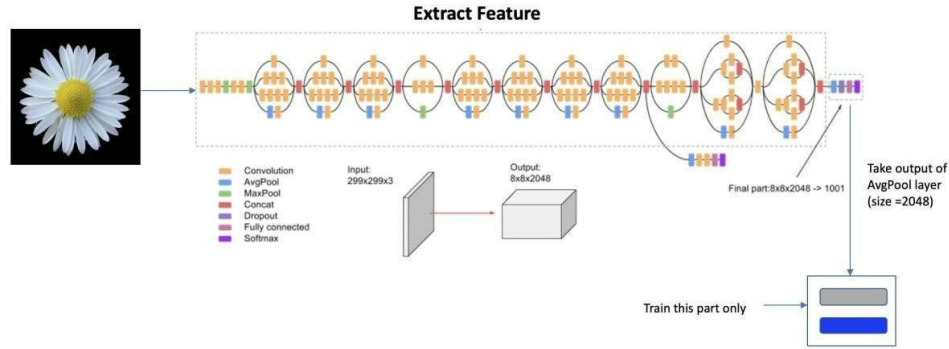 Extract Feature
Convolution
AvgPool
MaxPool
Concat
Dropout
Fully connected
Softmax
Input:
299x299x3
Output:
8x8x2048
Final part:8x8x2048 -> 1001
Take output of
AvgPool layer
(size =2048)
Train this part only